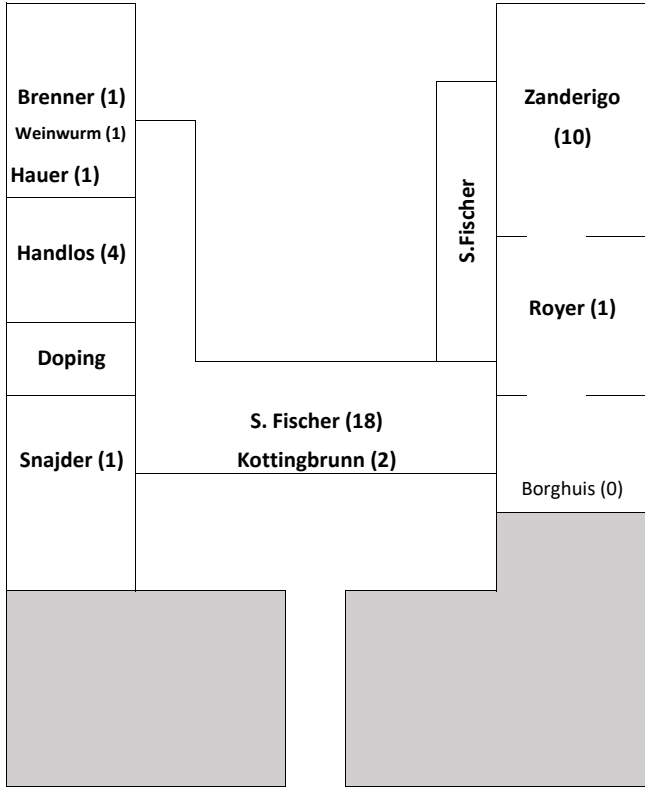 Brenner (1)
Weinwurm (1)
Hauer (1)
Handlos (4)
Doping
Snajder (1)
S. Fischer (18)
Kottingbrunn (2)
S.Fischer
Zanderigo
(10)
Royer (1)
Borghuis (0)